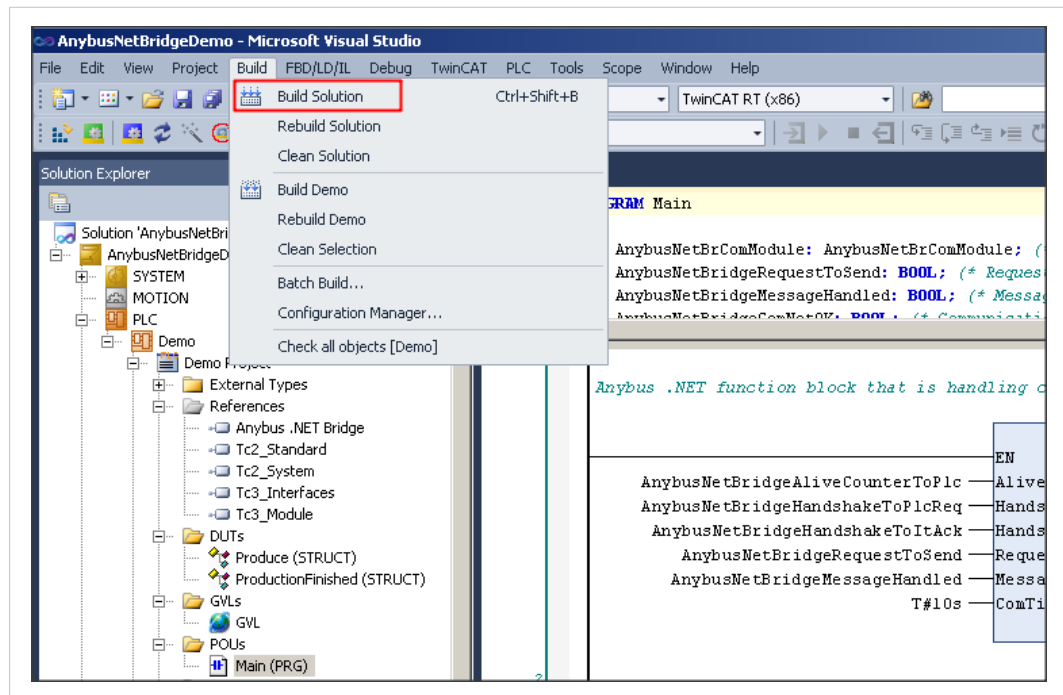 AnybusNetBridgeDemo - Microsoft Visual Studio
File Edit View Project Build FBD/LD/IL Debug TwinCAT PLC Tools Scope Window Help
Build Solution Ctrl+Shift+B
TwinCAT RT (x86)
Rebuild Solution
Clean Solution
Build Demo
Rebuild Demo
Clean Selection
Batch Build...
Configuration Manager...
Check all objects [Demo]
Solution Explorer
Solution 'AnybusNetBri
AnybusNetBridgeD
SYSTEM
MOTION
PLC
Demo
Demo Project
External Types
References
Anybus .NET Bridge
Tc2_Standard
Tc2_System
Tc3_Interfaces
Tc3_Module
DUTs
Produce (STRUCT)
ProductionFinished (STRUCT)
GVLs
GVL
POUs
Main (PRG)
GRAM Main
AnybusNetBrComModule: AnybusNetBrComModule; (
AnybusNetBridgeRequestToSend: BOOL; (* Reques
AnybusNetBridgeMessageHandled: BOOL; (* Messa
AnybusNetBridgeComNetOK: BOOL; (* Communicati
Anybus .NET function block that is handling c
EN
AnybusNetBridgeAliveCounterToPlc Alive
AnybusNetBridgeHandshakeToPlcReq Hands
AnybusNetBridgeHandshakeToItAck Hands
AnybusNetBridgeRequestToSend Reque
AnybusNetBridgeMessageHandled Messa
T#10s ComTi
2